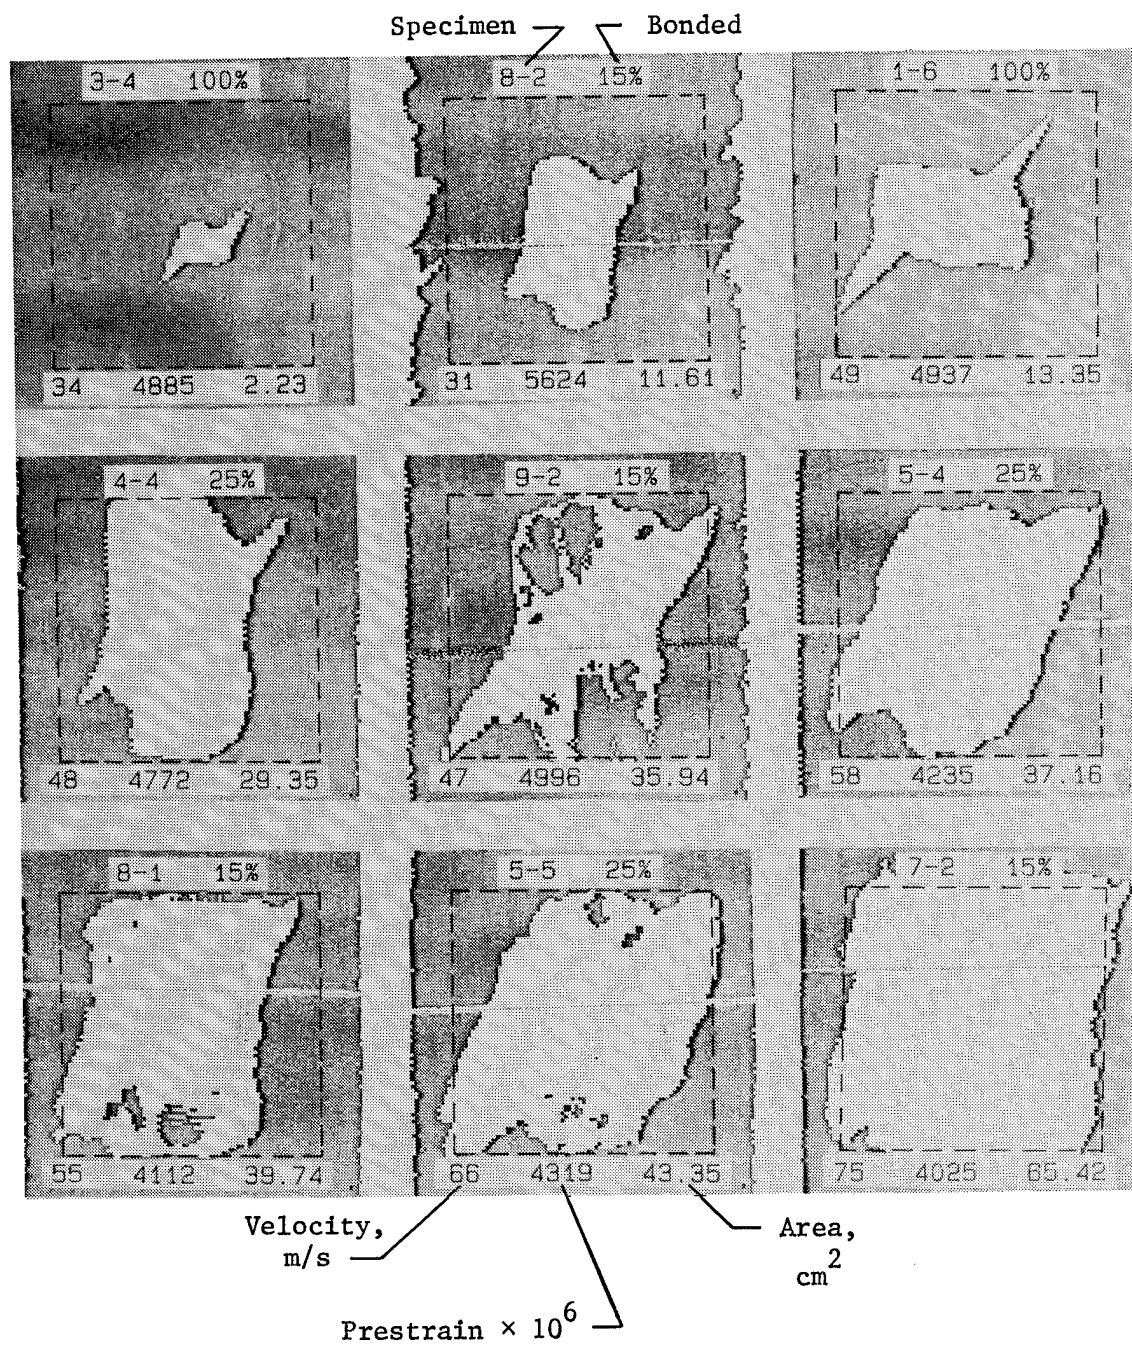 Specimen Bonded
3-4 100%
8-2 15%
1-6 100%
34 4885 2.23
31 5624 11.61
49 4937 13.35
4-4 25%
9-2 15%
5-4 25%
48 4772 29.35
47 4996 35.94
58 4235 37.16
8-1 15%
5-5 25%
7-2 15%
55 4112 39.74
66 4319 43.35
75 4025 65.42
Velocity,
m/s
Area,
cm2
Prestrain × 106